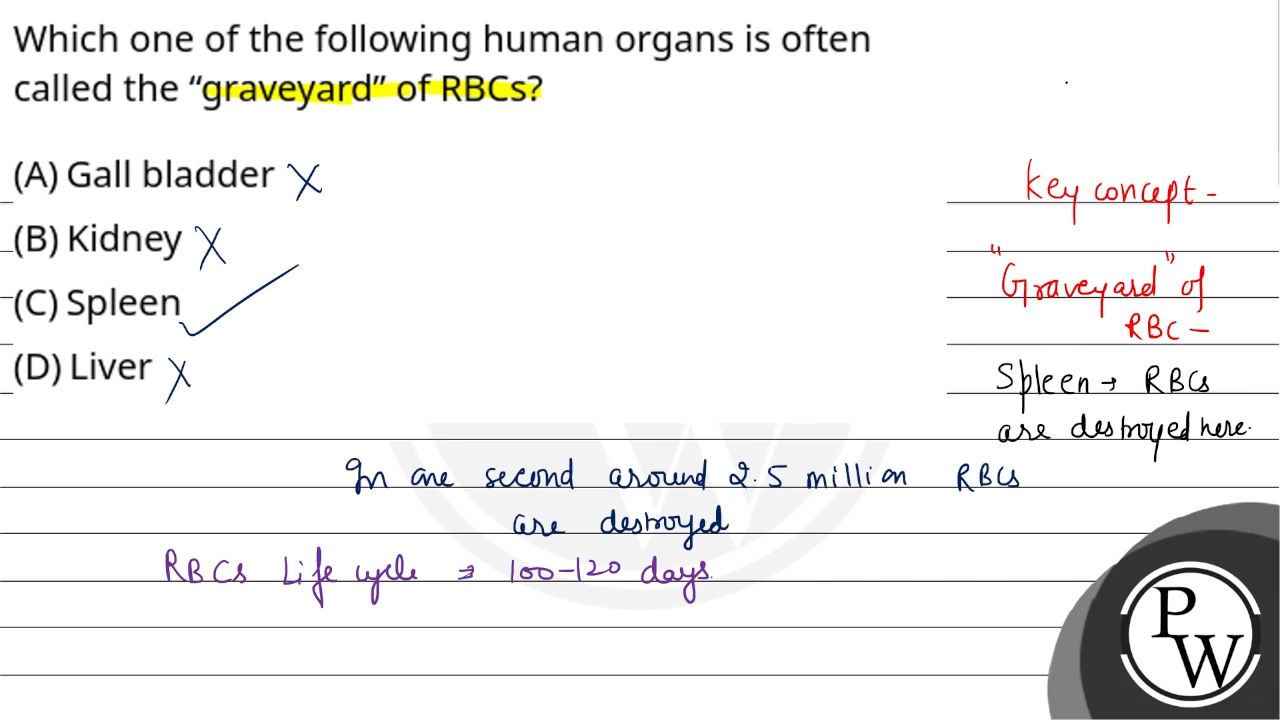 Which one of the following human organs is often
called the “graveyard” of RBCs?
(A) Gall bladder X
(B) Kidney X
(C) Spleen ✓
(D) Liver X
Key concept -
"Graveyard" of
RBC -
Spleen → RBCs
are destroyed here.
In one second around 2.5 million RBCs
are destroyed
RBCs Life cycle ⇒ 100-120 days.
P
W